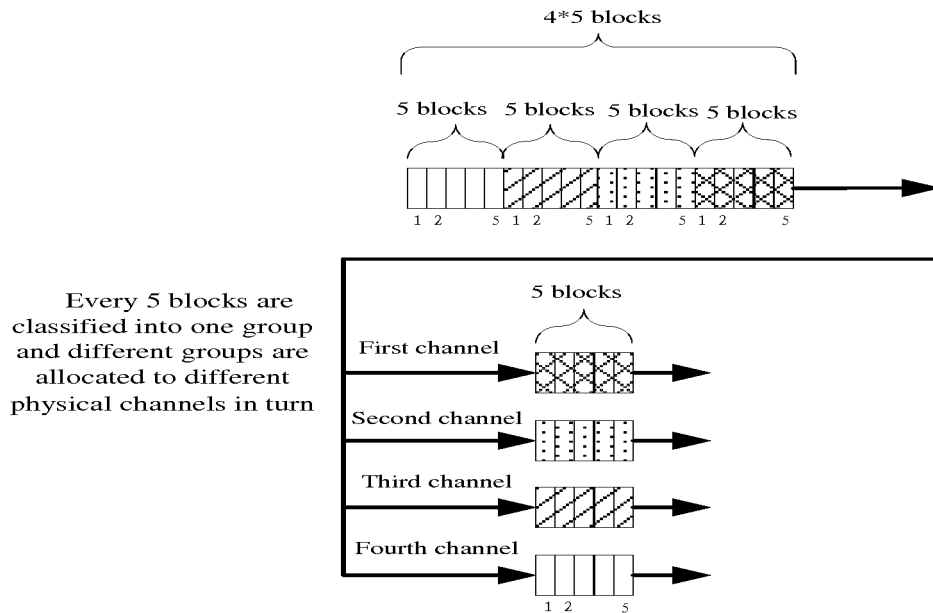 4*5 blocks
5 blocks 5 blocks 5 blocks 5 blocks
1 2 5 1 2 5 1 2 5 1 2 5
Every 5 blocks are
classified into one group
and different groups are
allocated to different
physical channels in turn
5 blocks
First channel
Second channel
Third channel
Fourth channel
1 2 5